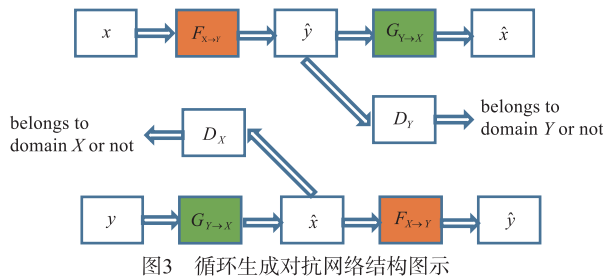 x F_{X→Y} ŷ G_{Y→X} x̂
belongs to
domain X or not
D_X
D_Y
belongs to
domain Y or not
y G_{Y→X} x̂ F_{X→Y} ŷ
图3 循环生成对抗网络结构图示